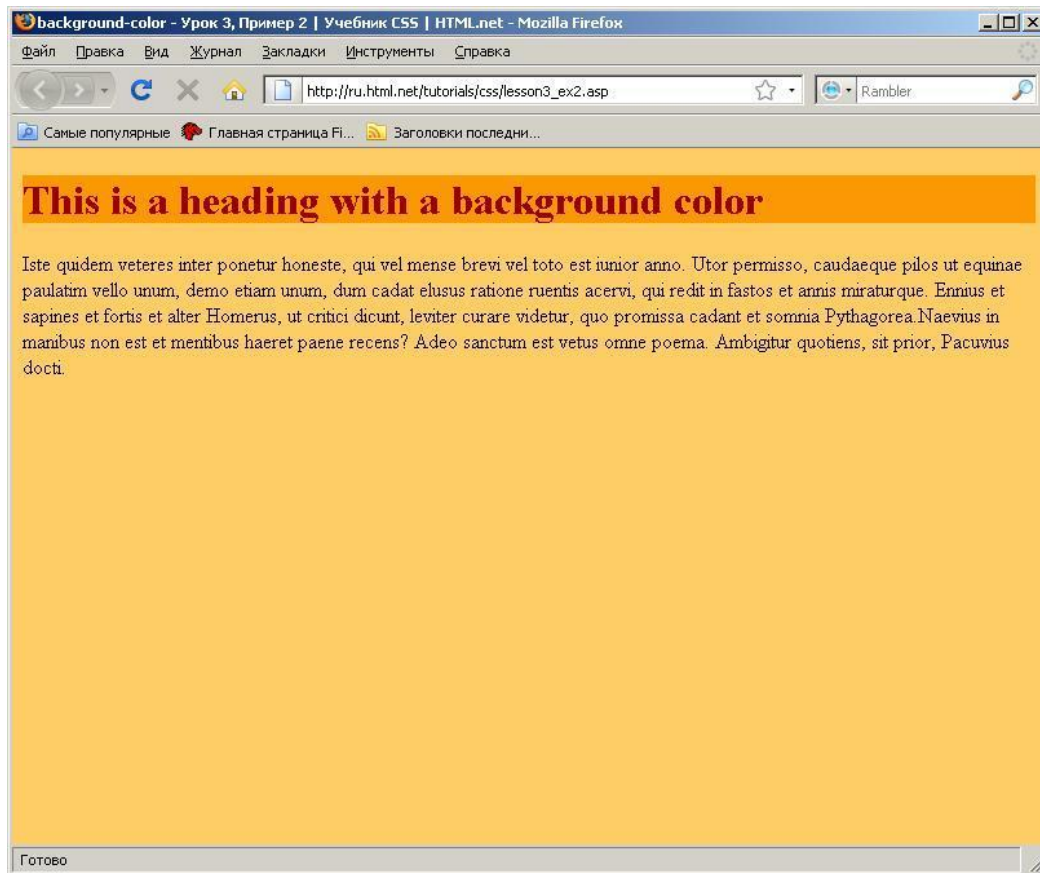 background-color - Урок 3, Пример 2 | Учебник CSS | HTML.net - Mozilla Firefox
Файл Правка Вид Журнал Закладки Инструменты Справка
http://ru.html.net/tutorials/css/lesson3_ex2.asp Rambler
Самые популярные Главная страница Fi... Заголовки последни...
This is a heading with a background color
Iste quidem veteres inter ponetur honeste, qui vel mense brevi vel toto est iunior anno. Utor permisso, caudaeque pilos ut equinae
paulatim vello unum, demo etiam unum, dum cadat elusus ratione ruentis acervi, qui redit in fastos et annis miraturque. Ennius et
sapines et fortis et alter Homerus, ut critici dicunt, leviter curare videtur, quo promissa cadant et somnia Pythagorea.Naevius in
manibus non est et mentibus haeret paene recens? Adeo sanctum est vetus omne poema. Ambigitur quotiens, sit prior, Pacuvius
docti.
Готово